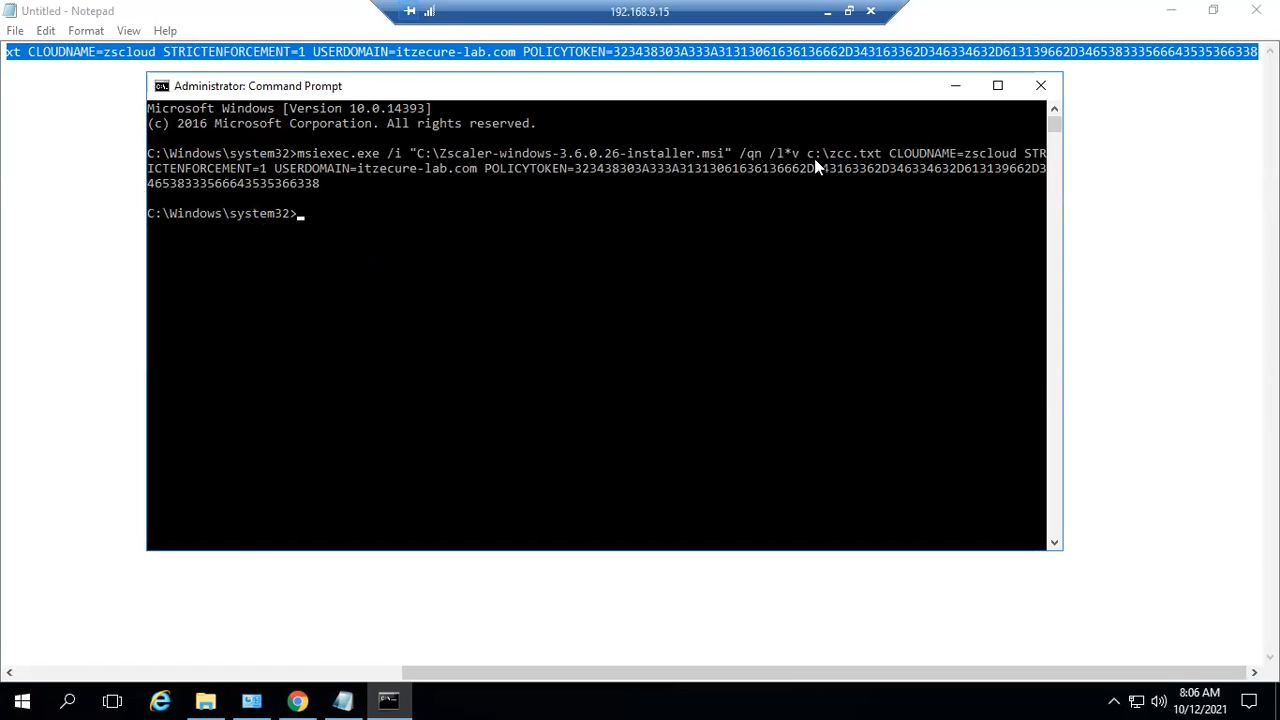 Untitled - Notepad
192.168.9.15
File Edit Format View Help
xt CLOUDNAME=zscloud STRICTENFORCEMENT=1 USERDOMAIN=itzecure-lab.com POLICYTOKEN=323438303A333A31313061636136662D343163362D346334632D613139662D346538333566643535366338
Administrator: Command Prompt
Microsoft Windows [Version 10.0.14393]
(c) 2016 Microsoft Corporation. All rights reserved.
C:\Windows\system32>msiexec.exe /i "C:\Zscaler-windows-3.6.0.26-installer.msi" /qn /l*v c:\zcc.txt CLOUDNAME=zscloud STR
ICTENFORCEMENT=1 USERDOMAIN=itzecure-lab.com POLICYTOKEN=323438303A333A31313061636136662D343163362D346334632D613139662D3
46538333566643535366338
C:\Windows\system32>
8:06 AM
10/12/2021